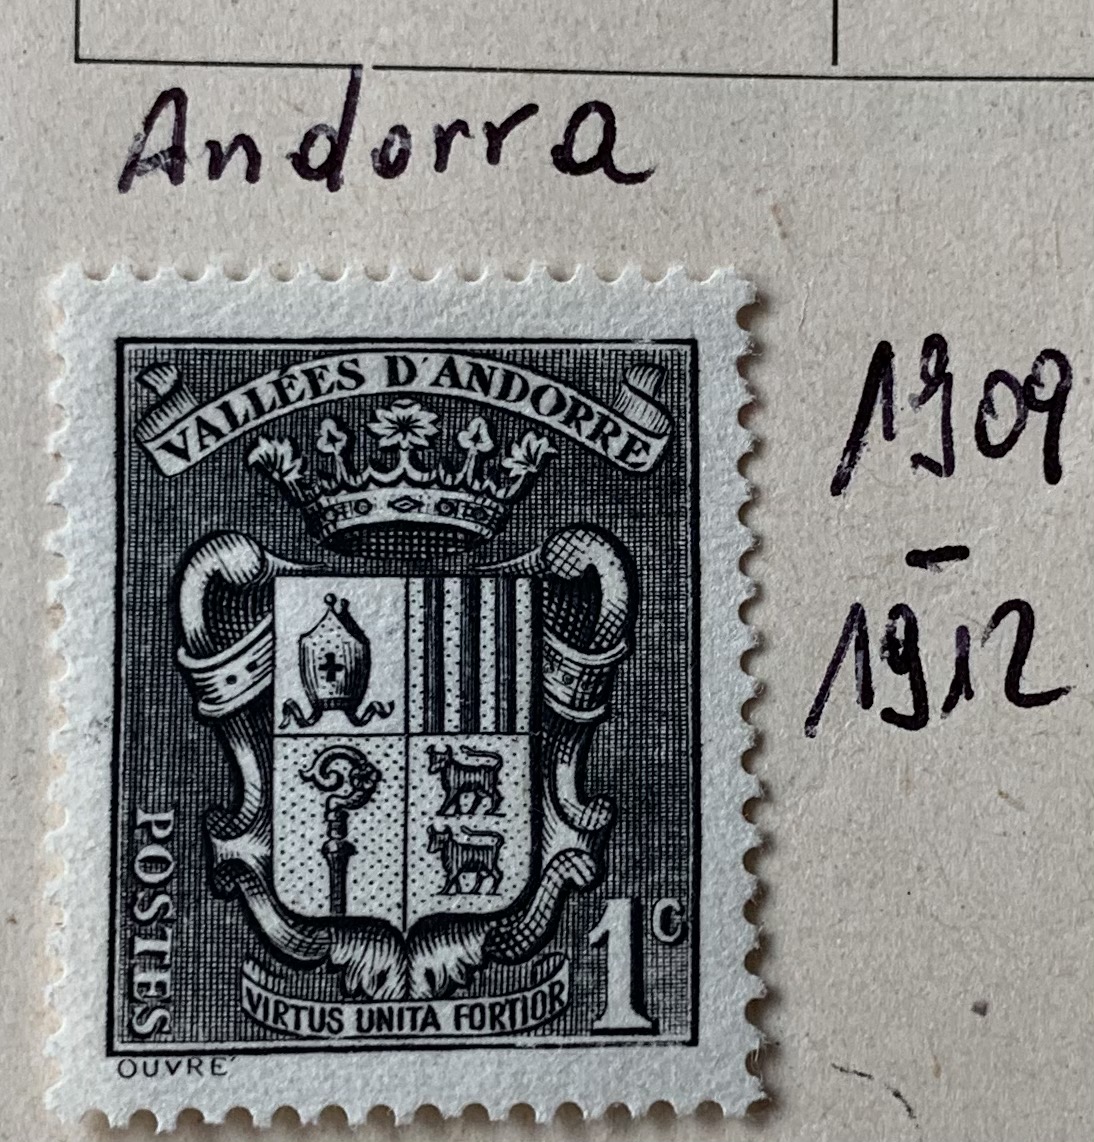 Andorra
VALLÉES D'ANDORRE
1909
-
1912
POSTES
1C
VIRTUS UNITA FORTIOR
OUVRÉ